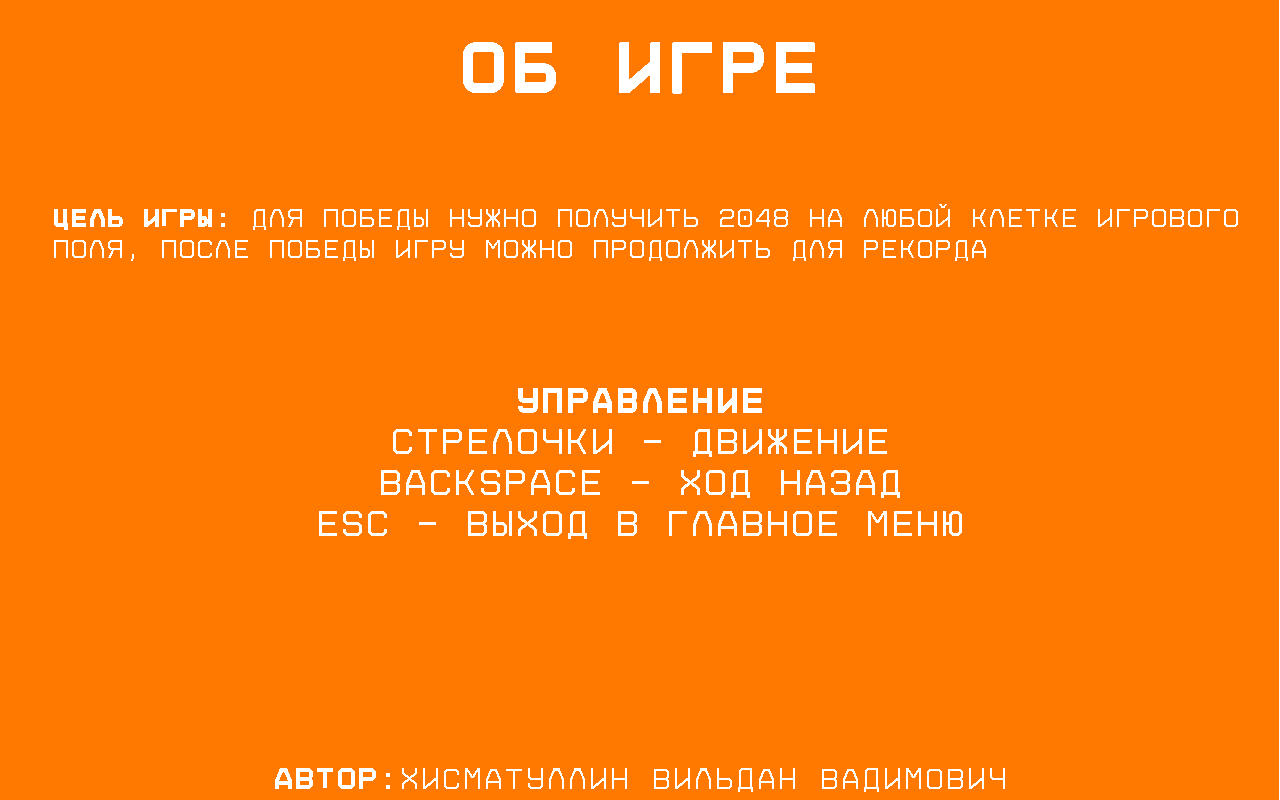 ОБ ИГРЕ
ЦЕЛЬ ИГРЫ: ДЛЯ ПОБЕДЫ НУЖНО ПОЛУЧИТЬ 2048 НА ЛЮБОЙ КЛЕТКЕ ИГРОВОГО
ПОЛЯ, ПОСЛЕ ПОБЕДЫ ИГРУ МОЖНО ПРОДОЛЖИТЬ ДЛЯ РЕКОРДА
УПРАВЛЕНИЕ
СТРЕЛОЧКИ - ДВИЖЕНИЕ
BACKSPACE - ХОД НАЗАД
ESC - ВЫХОД В ГЛАВНОЕ МЕНЮ
АВТОР:ХИСМАТУЛЛИН ВИЛЬДАН ВАДИМОВИЧ